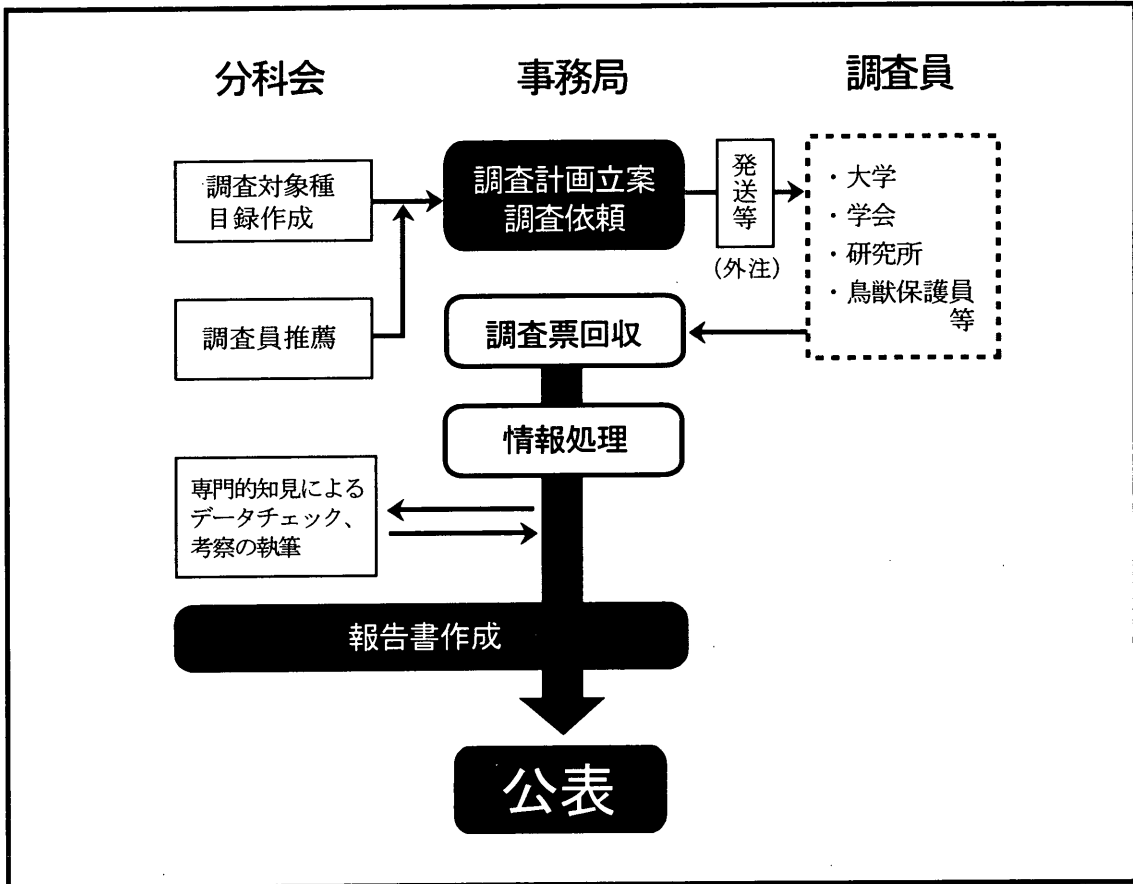 分科会
事務局
調査員
調査対象種
目録作成
調査員推薦
調査計画立案
調査依頼
発送等
(外注)
・大学
・学会
・研究所
・鳥獣保護員
等
調査票回収
情報処理
専門的知見による
データチェック、
考察の執筆
報告書作成
公表